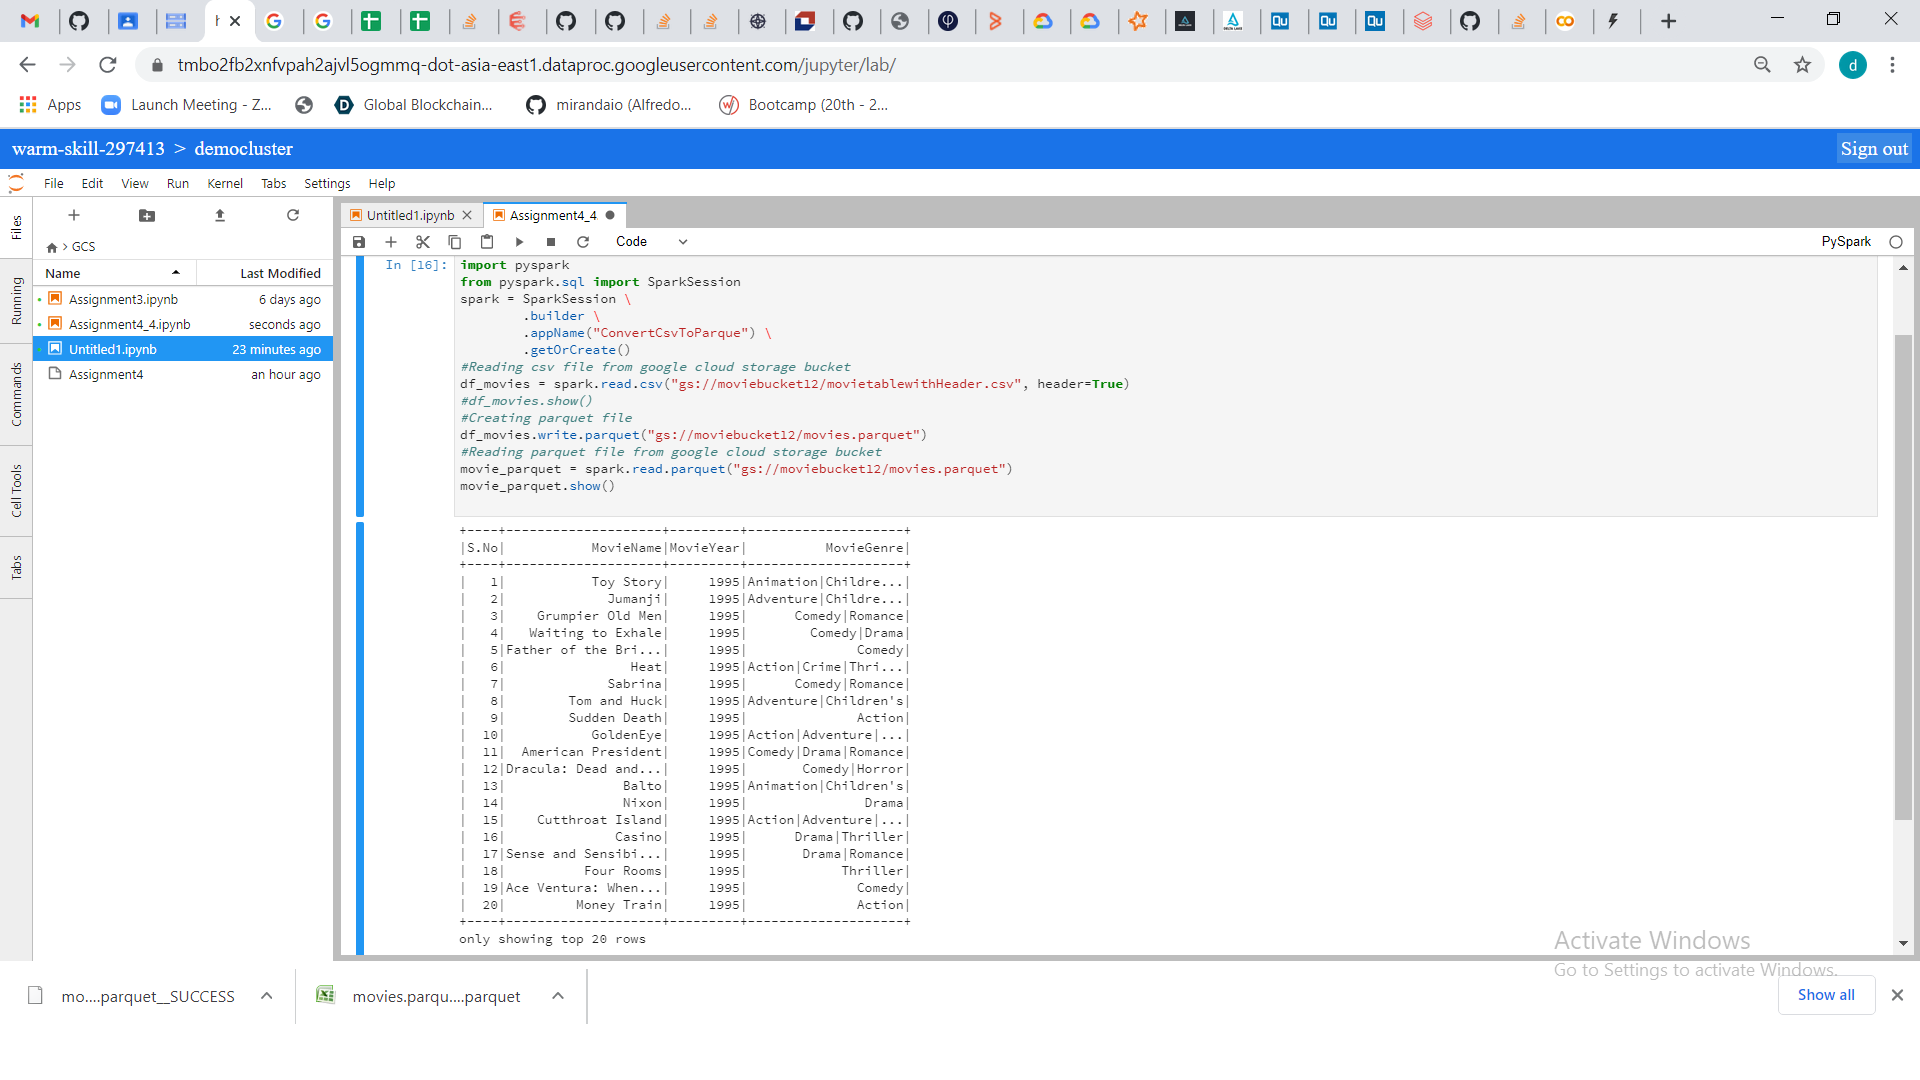 tmbo2fb2xnfvpah2ajvl5ogmmq-dot-asia-east1.dataproc.googleusercontent.com/jupyter/lab/
d
Apps
Launch Meeting - Z...
Global Blockchain...
mirandaio (Alfredo...
Bootcamp (20th - 2...
warm-skill-297413 > democluster
Sign out
File Edit View Run Kernel Tabs Settings Help
Files
Running
Commands
Cell Tools
Tabs
> GCS
Name Last Modified
Assignment3.ipynb 6 days ago
Assignment4_4.ipynb seconds ago
Untitled1.ipynb 23 minutes ago
Assignment4 an hour ago
Untitled1.ipynb
Assignment4_4
Code
PySpark
In [16]:
import pyspark
from pyspark.sql import SparkSession
spark = SparkSession \
.builder \
.appName("ConvertCsvToParque") \
.getOrCreate()
#Reading csv file from google cloud storage bucket
df_movies = spark.read.csv("gs://moviebucket12/movietablewithHeader.csv", header=True)
#df_movies.show()
#Creating parquet file
df_movies.write.parquet("gs://moviebucket12/movies.parquet")
#Reading parquet file from google cloud storage bucket
movie_parquet = spark.read.parquet("gs://moviebucket12/movies.parquet")
movie_parquet.show()
+----+--------------------+---------+--------------------+
|S.No|           MovieName|MovieYear|          MovieGenre|
+----+--------------------+---------+--------------------+
|   1|           Toy Story|     1995|Animation|Childre...|
|   2|             Jumanji|     1995|Adventure|Childre...|
|   3|    Grumpier Old Men|     1995|      Comedy|Romance|
|   4|   Waiting to Exhale|     1995|        Comedy|Drama|
|   5|Father of the Bri...|     1995|              Comedy|
|   6|                Heat|     1995|Action|Crime|Thri...|
|   7|             Sabrina|     1995|      Comedy|Romance|
|   8|        Tom and Huck|     1995|Adventure|Children's|
|   9|        Sudden Death|     1995|              Action|
|  10|           GoldenEye|     1995|Action|Adventure|...|
|  11|  American President|     1995|Comedy|Drama|Romance|
|  12|Dracula: Dead and...|     1995|       Comedy|Horror|
|  13|               Balto|     1995|Animation|Children's|
|  14|               Nixon|     1995|               Drama|
|  15|    Cutthroat Island|     1995|Action|Adventure|...|
|  16|              Casino|     1995|      Drama|Thriller|
|  17|Sense and Sensibi...|     1995|       Drama|Romance|
|  18|          Four Rooms|     1995|            Thriller|
|  19|Ace Ventura: When...|     1995|              Comedy|
|  20|         Money Train|     1995|              Action|
+----+--------------------+---------+--------------------+
only showing top 20 rows
Activate Windows
Go to Settings to activate Windows.
mo....parquet__SUCCESS
movies.parqu....parquet
Show all